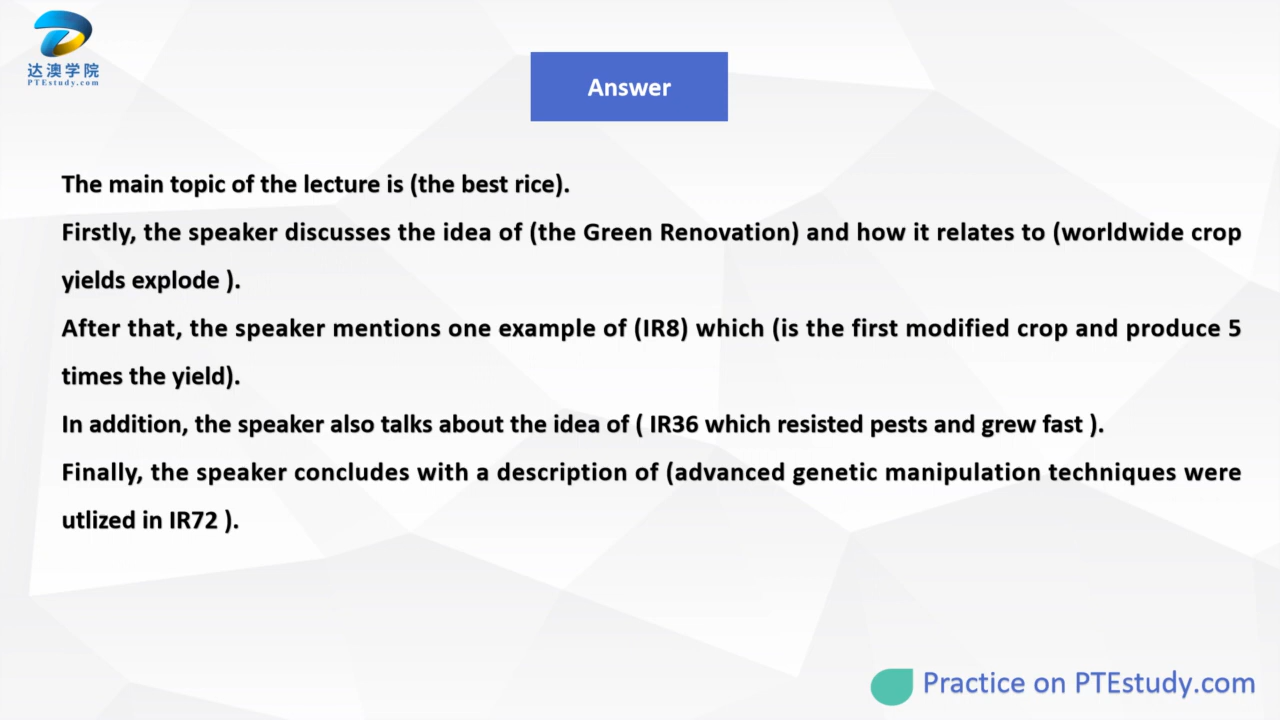 达澳学院
PTEstudy.com
Answer
The main topic of the lecture is (the best rice).
Firstly, the speaker discusses the idea of (the Green Renovation) and how it relates to (worldwide crop
yields explode ).
After that, the speaker mentions one example of (IR8) which (is the first modified crop and produce 5
times the yield).
In addition, the speaker also talks about the idea of ( IR36 which resisted pests and grew fast ).
Finally, the speaker concludes with a description of (advanced genetic manipulation techniques were
utlized in IR72 ).
Practice on PTEstudy.com